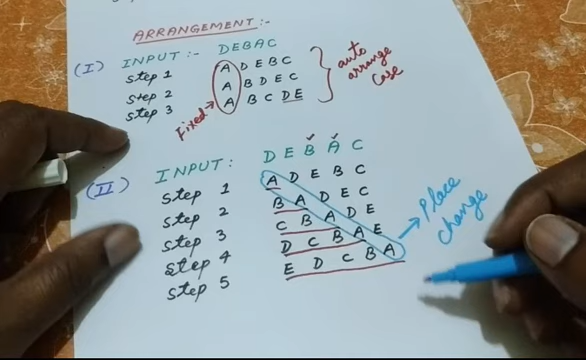 ARRANGEMENT :-
(I) INPUT :- DEBAC
Step 1 A D E B C
Step 2 A B D E C
Step 3 A B C D E
Fixed
auto arrange case
(II) INPUT : D E B A C
Step 1 A D E B C
Step 2 B A D E C
Step 3 C B A D E
Step 4 D C B A E
Step 5 E D C B A
Place change